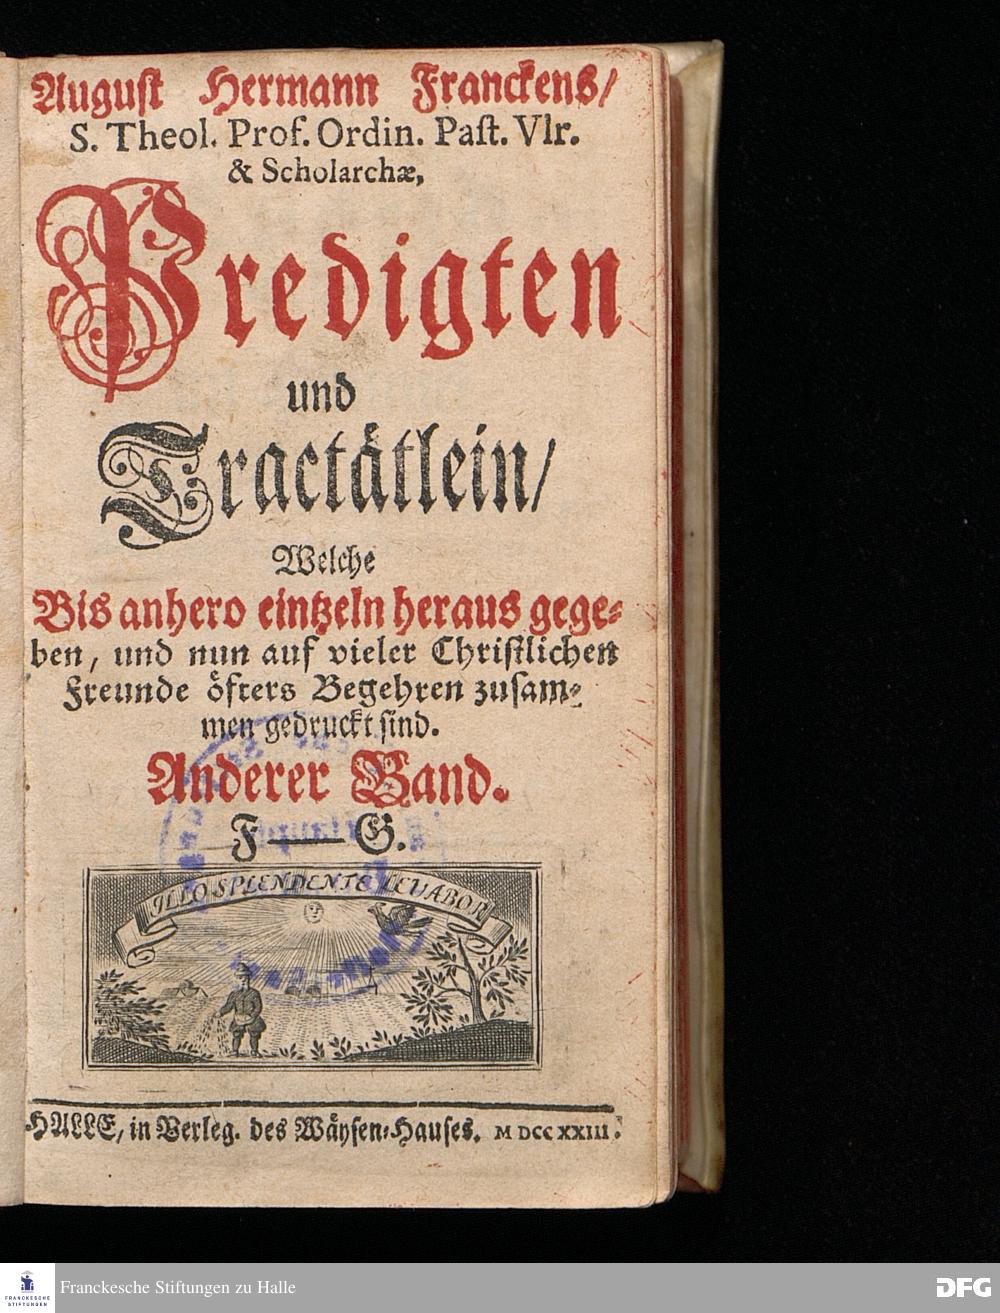 August Hermann Franckens/
S. Theol. Prof. Ordin. Past. Vlr.
& Scholarchæ,
Predigten
und
Tractätlein/
Welche
Bis anhero eintzeln heraus gege-
ben, und nun auf vieler Christlichen
Freunde öfters Begehren zusam-
men gedruckt sind.
Anderer Band.
F — G.
ILLO SPLENDENTE LEVABOR
HALLE, in Verleg. des Wäysen-Hauses. MDCCXXIII.
FRANCKESCHE STIFTUNGEN
Franckesche Stiftungen zu Halle
DFG